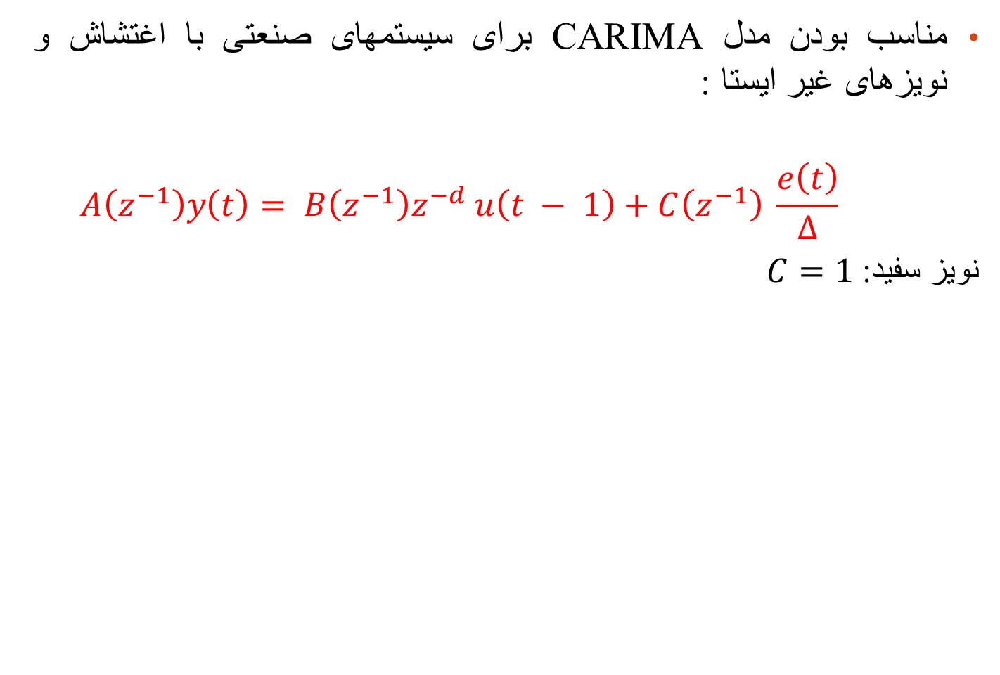 • مناسب بودن مدل CARIMA برای سیستمهای صنعتی با اغتشاش و
نویزهای غیر ایستا :
A(z⁻¹)y(t) = B(z⁻¹)z⁻ᵈ u(t − 1) + C(z⁻¹) e(t)/Δ
نویز سفید: C = 1